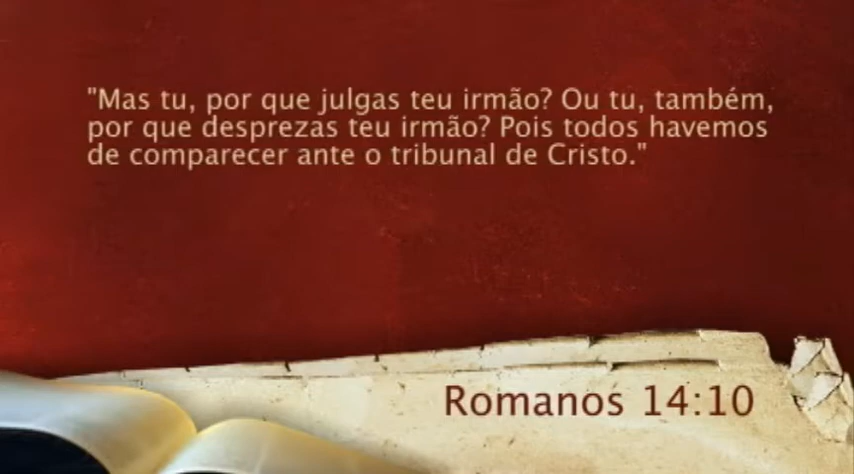 "Mas tu, por que julgas teu irmão? Ou tu, também,
por que desprezas teu irmão? Pois todos havemos
de comparecer ante o tribunal de Cristo."
Romanos 14:10